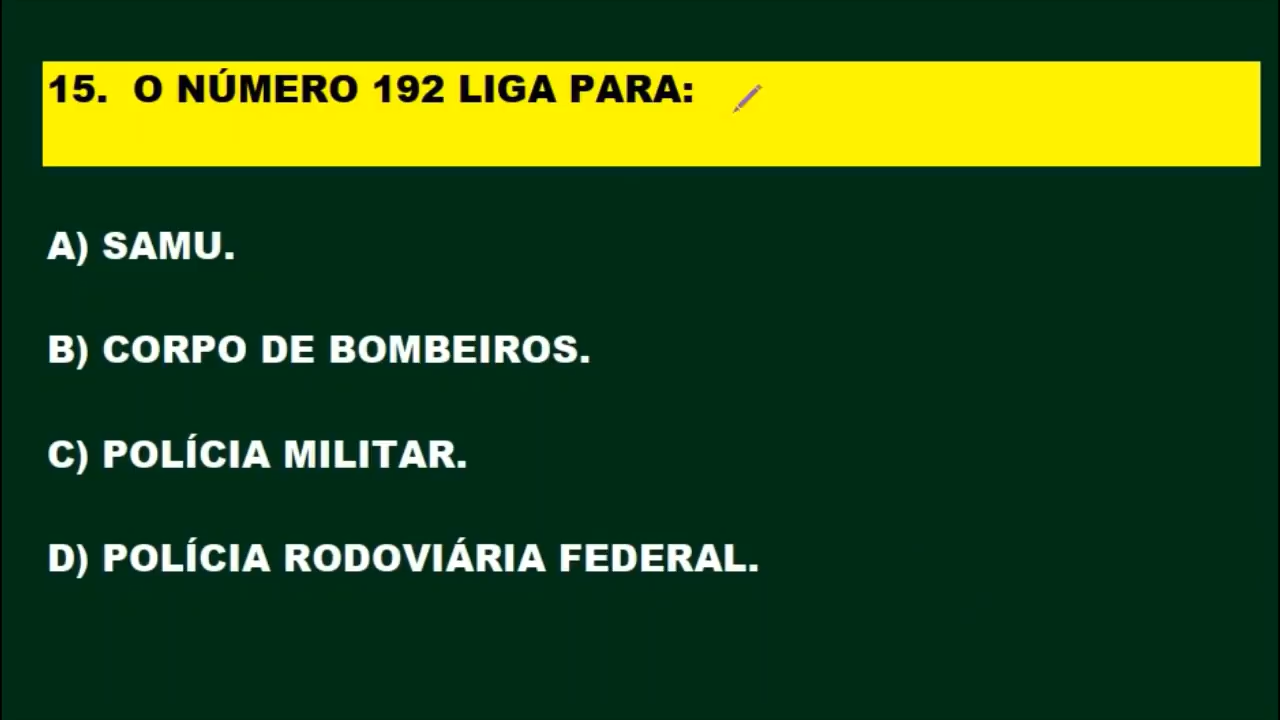 15. O NÚMERO 192 LIGA PARA:
A) SAMU.
B) CORPO DE BOMBEIROS.
C) POLÍCIA MILITAR.
D) POLÍCIA RODOVIÁRIA FEDERAL.